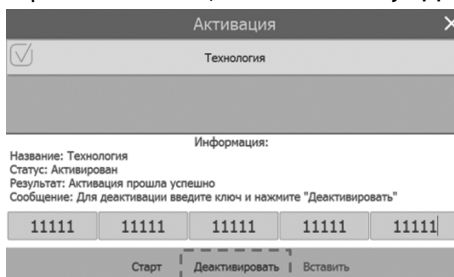 Активация
Технология
Информация:
Название: Технология
Статус: Активирован
Результат: Активация прошла успешно
Сообщение: Для деактивации введите ключ и нажмите "Деактивировать"
11111 11111 11111 11111 11111
Старт Деактивировать Вставить